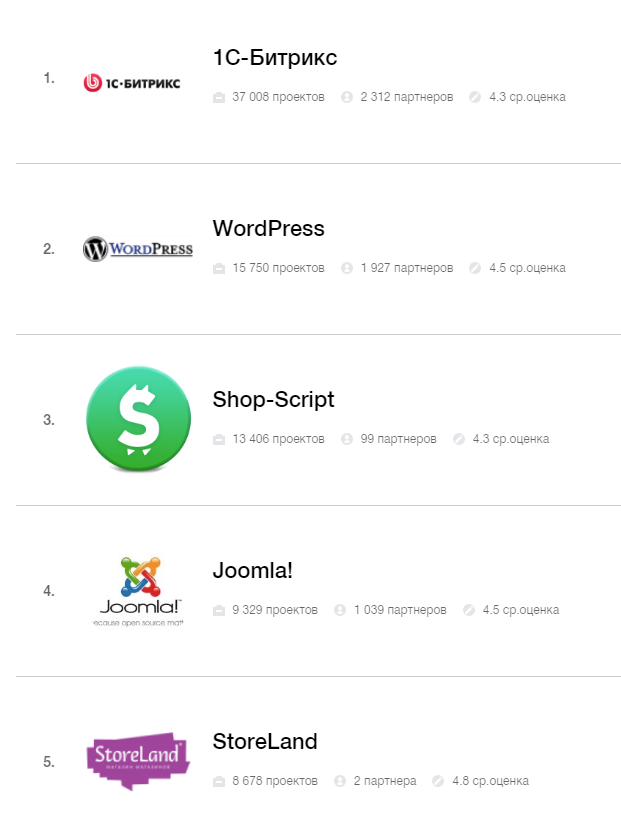 1С-Битрикс
1. 1С-БИТРИКС
37 008 проектов 2 312 партнеров 4.3 ср.оценка
WordPress
2. WORDPRESS
15 750 проектов 1 927 партнеров 4.5 ср.оценка
Shop-Script
3.
13 406 проектов 99 партнеров 4.3 ср.оценка
Joomla!
4.
Joomla!
9 329 проектов 1 039 партнеров 4.5 ср.оценка
ecause open source matt
StoreLand
5. StoreLand
МАГАЗИН МАГАЗИНОВ
8 678 проектов 2 партнера 4.8 ср.оценка